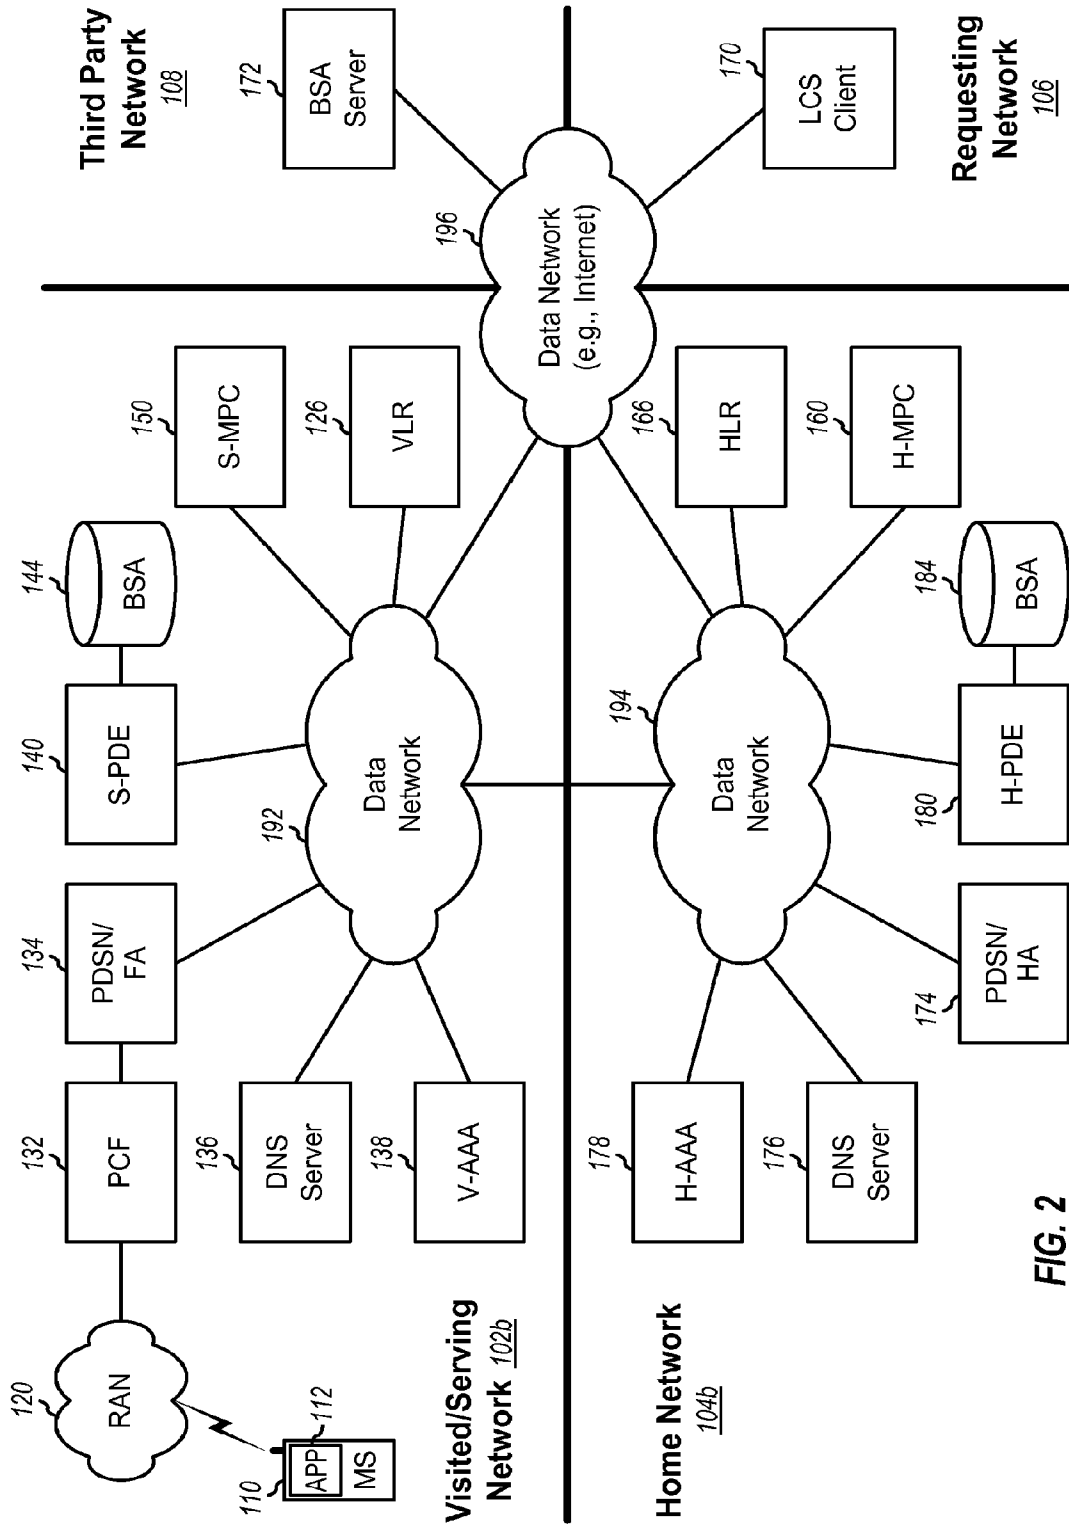 120
RAN
110
APP
112
MS
132
PCF
134
PDSN/
FA
140
S-PDE
144
BSA
136
DNS
Server
138
V-AAA
192
Data
Network
150
S-MPC
126
VLR
Visited/Serving
Network 102b
Third Party
Network
108
172
BSA
Server
196
Data Network
(e.g., Internet)
170
LCS
Client
Requesting
Network
106
Home Network
104b
178
H-AAA
176
DNS
Server
194
Data
Network
166
HLR
160
H-MPC
174
PDSN/
HA
180
H-PDE
184
BSA
FIG. 2